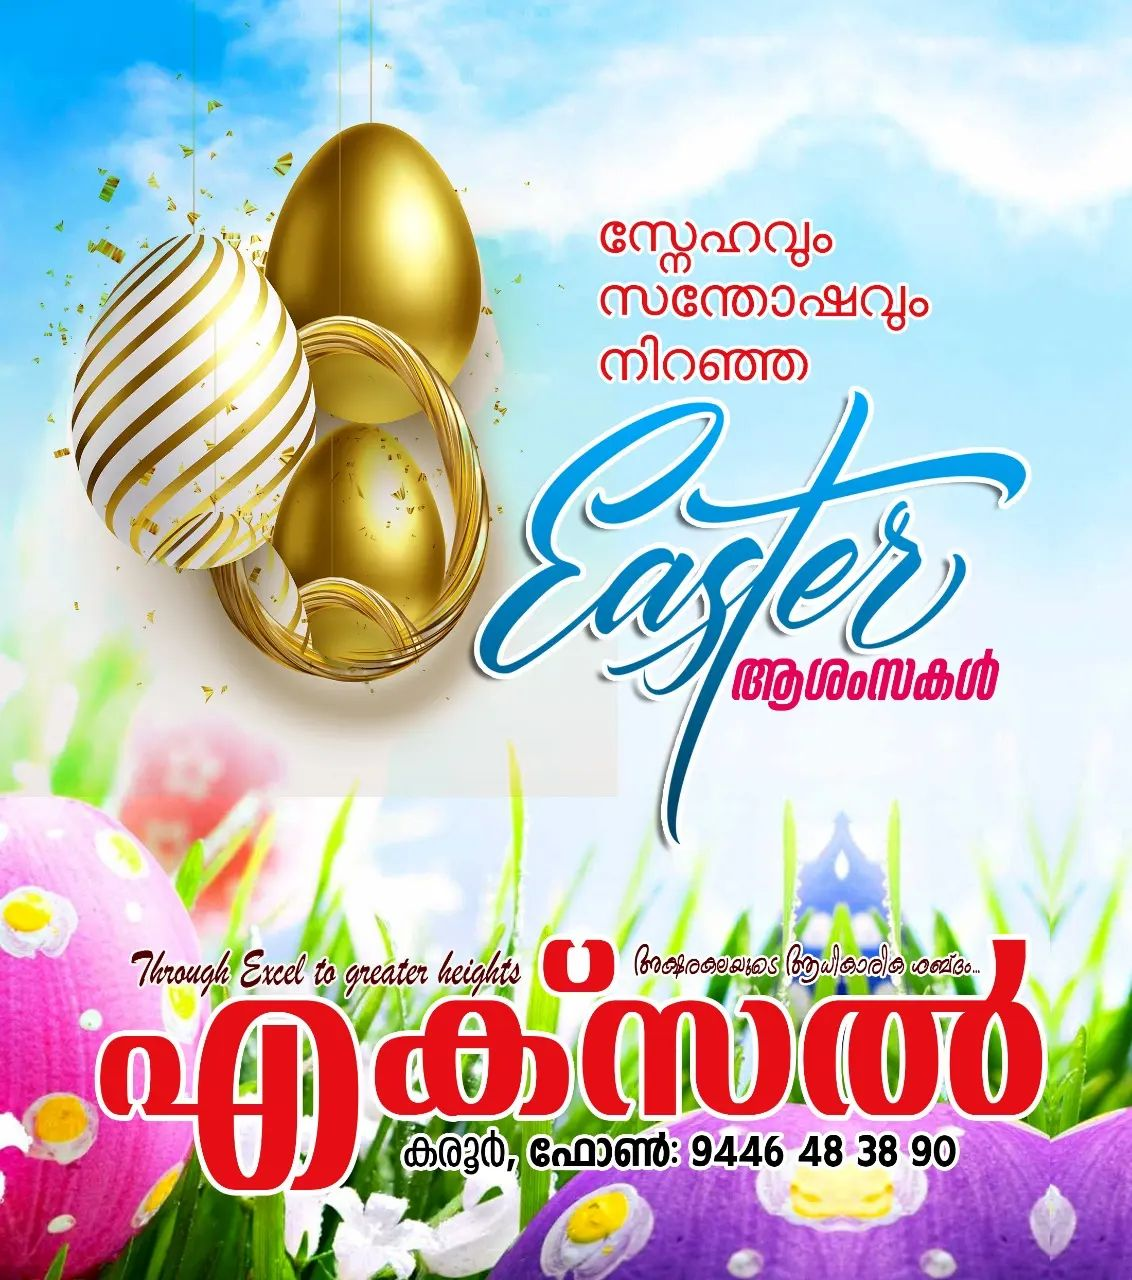 സ്നേഹവും
സന്തോഷവും
നിറഞ്ഞ
Easter
ആശംസകൾ
Through Excel to greater heights
അക്ഷരകലയുടെ ആധികാരിക ശബ്ദം...
എക്സൽ
കരൂർ, ഫോൺ: 9446 48 38 90